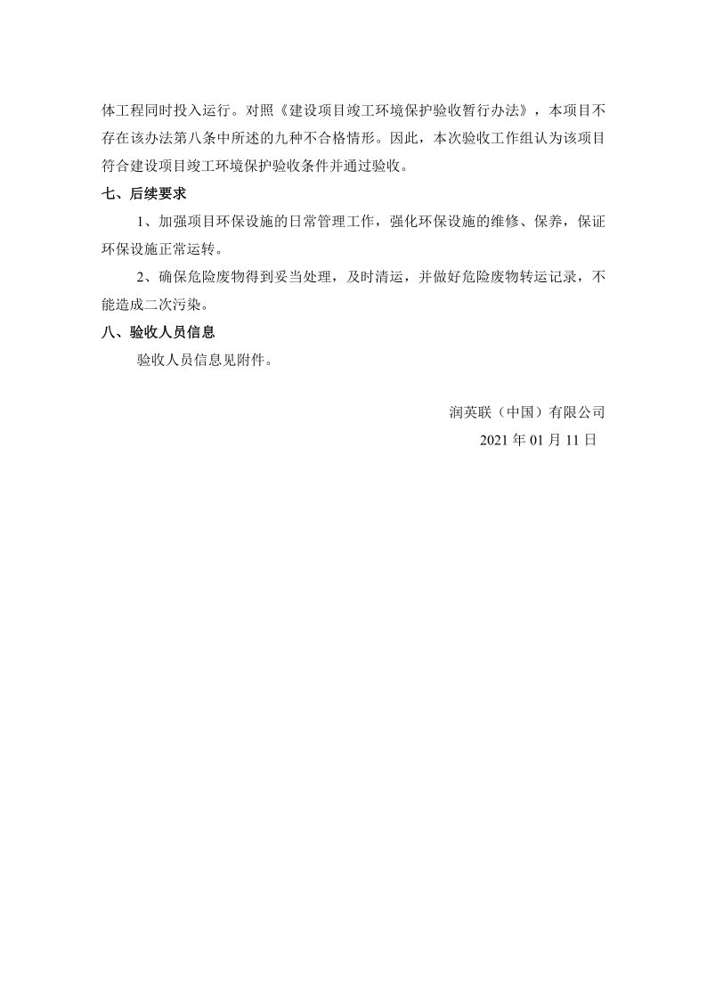 体工程同时投入运行。对照《建设项目竣工环境保护验收暂行办法》，本项目不
存在该办法第八条中所述的九种不合格情形。因此，本次验收工作组认为该项目
符合建设项目竣工环境保护验收条件并通过验收。
七、后续要求
1、加强项目环保设施的日常管理工作，强化环保设施的维修、保养，保证
环保设施正常运转。
2、确保危险废物得到妥当处理，及时清运，并做好危险废物转运记录，不
能造成二次污染。
八、验收人员信息
验收人员信息见附件。
润英联（中国）有限公司
2021 年 01 月 11 日